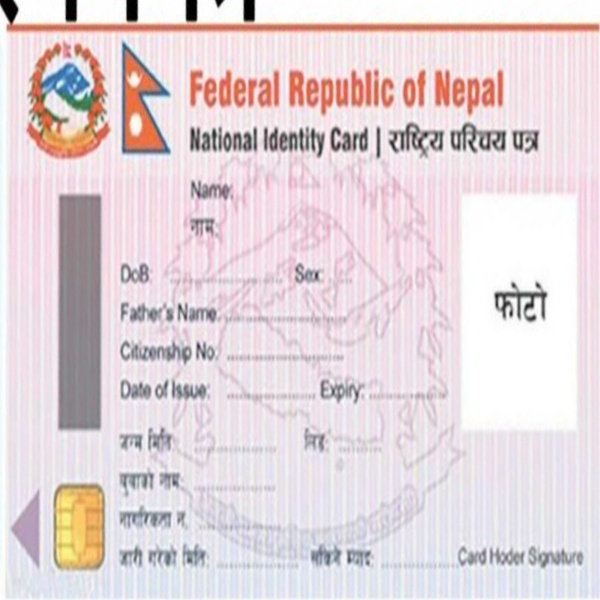 Federal Republic of Nepal
National Identity Card | राष्ट्रिय परिचय पत्र
Name:
नाम:
DoB: Sex:
Father's Name
Citizenship No:
Date of Issue: Expiry:
फोटो
जन्म मिति लिङ:
बुवाको नाम:
नागरिकता नं.
जारी गरेको मिति: सकिने म्याद:
Card Hoder Signature